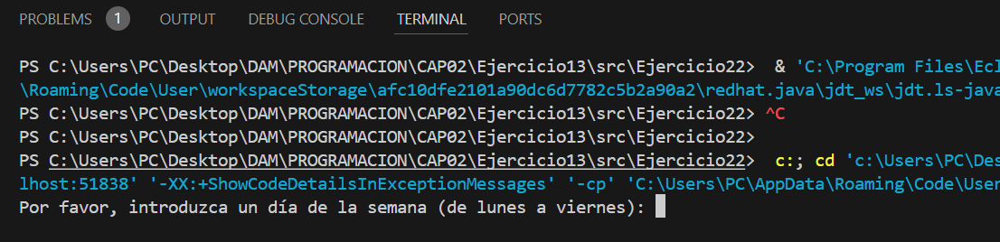 PROBLEMS 1 OUTPUT DEBUG CONSOLE TERMINAL PORTS
PS C:\Users\PC\Desktop\DAM\PROGRAMACION\CAP02\Ejercicio13\src\Ejercicio22> & 'C:\Program Files\Ecl
\Roaming\Code\User\workspaceStorage\afc10dfe2101a90dc6d7782c5b2a90a2\redhat.java\jdt_ws\jdt.ls-java
PS C:\Users\PC\Desktop\DAM\PROGRAMACION\CAP02\Ejercicio13\src\Ejercicio22> ^C
PS C:\Users\PC\Desktop\DAM\PROGRAMACION\CAP02\Ejercicio13\src\Ejercicio22>
PS C:\Users\PC\Desktop\DAM\PROGRAMACION\CAP02\Ejercicio13\src\Ejercicio22> c:; cd 'c:\Users\PC\Des
lhost:51838' '-XX:+ShowCodeDetailsInExceptionMessages' '-cp' 'C:\Users\PC\AppData\Roaming\Code\User
Por favor, introduzca un día de la semana (de lunes a viernes):